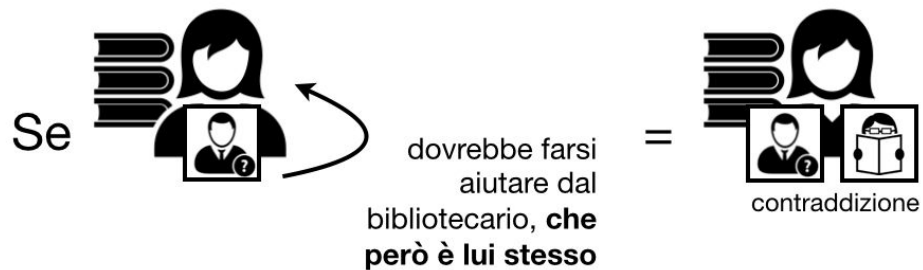 Se
dovrebbe farsi
aiutare dal
bibliotecario, che
però è lui stesso
=
?
?
contraddizione